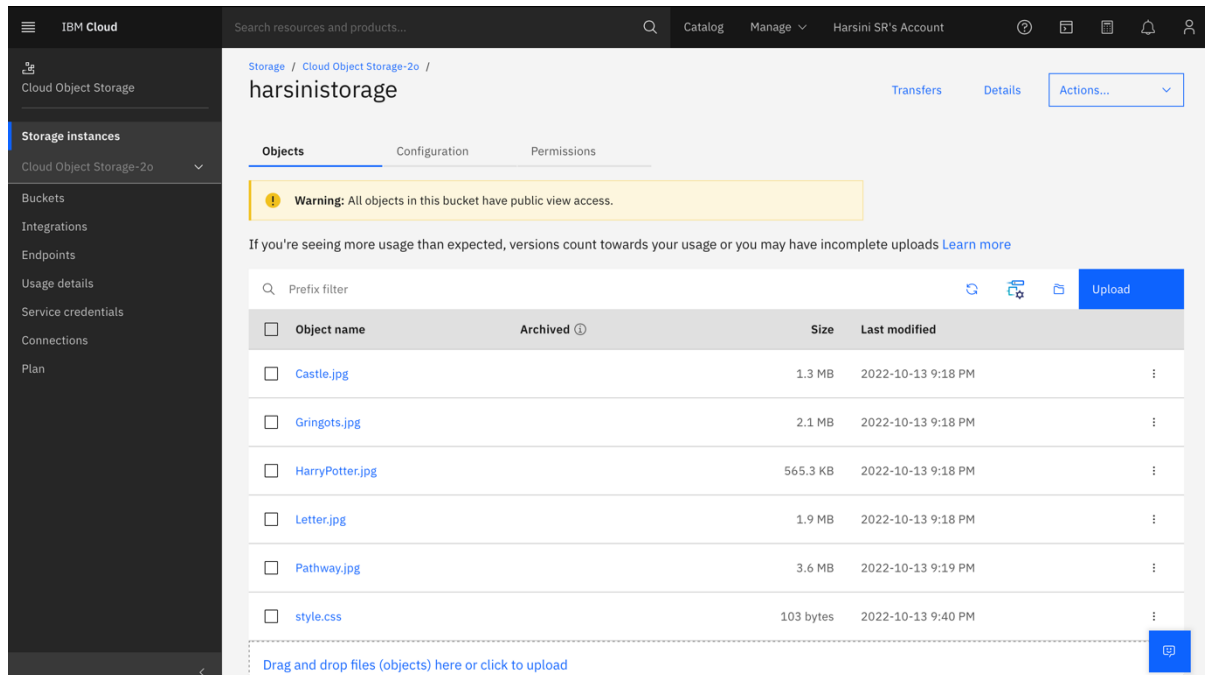 IBM Cloud
Search resources and products...
Catalog
Manage
Harsini SR's Account
Cloud Object Storage
Storage instances
Cloud Object Storage-2o
Buckets
Integrations
Endpoints
Usage details
Service credentials
Connections
Plan
Storage / Cloud Object Storage-2o /
harsinistorage
Transfers
Details
Actions...
Objects
Configuration
Permissions
Warning: All objects in this bucket have public view access.
If you're seeing more usage than expected, versions count towards your usage or you may have incomplete uploads Learn more
Prefix filter
Upload
Object name Archived Size Last modified
Castle.jpg 1.3 MB 2022-10-13 9:18 PM
Gringots.jpg 2.1 MB 2022-10-13 9:18 PM
HarryPotter.jpg 565.3 KB 2022-10-13 9:18 PM
Letter.jpg 1.9 MB 2022-10-13 9:18 PM
Pathway.jpg 3.6 MB 2022-10-13 9:19 PM
style.css 103 bytes 2022-10-13 9:40 PM
Drag and drop files (objects) here or click to upload